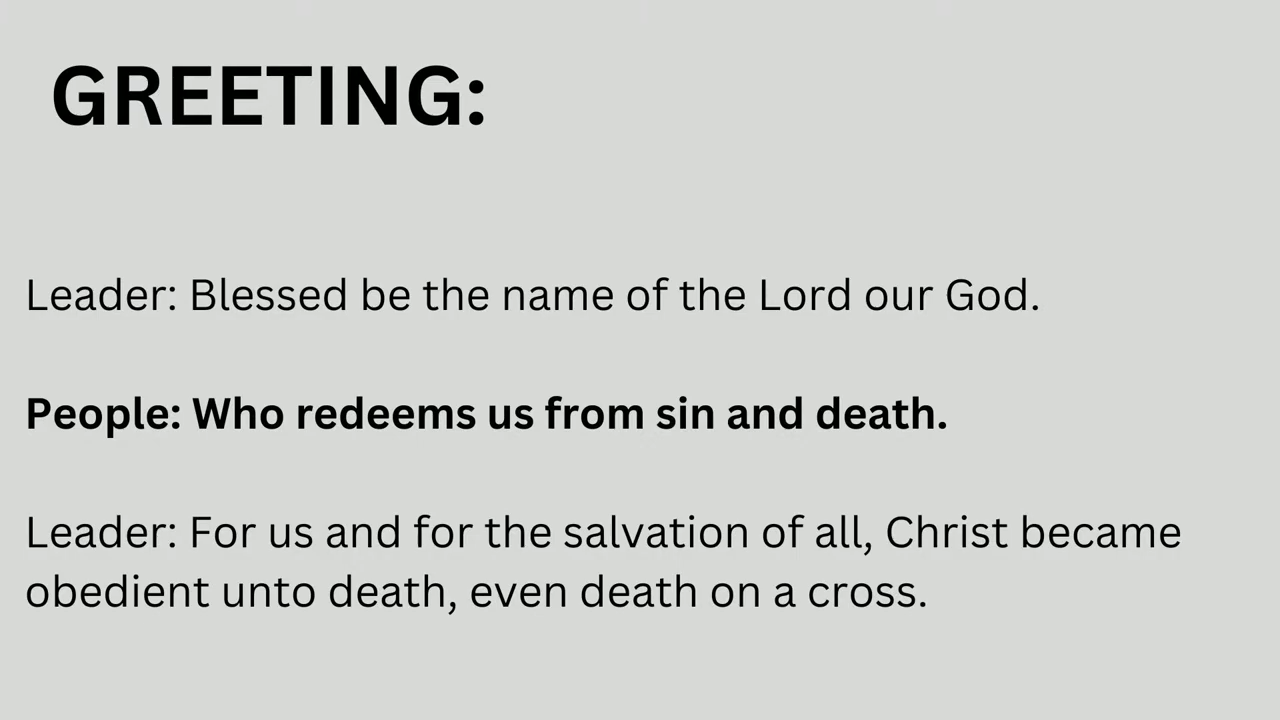 GREETING:
Leader: Blessed be the name of the Lord our God.
People: Who redeems us from sin and death.
Leader: For us and for the salvation of all, Christ became
obedient unto death, even death on a cross.